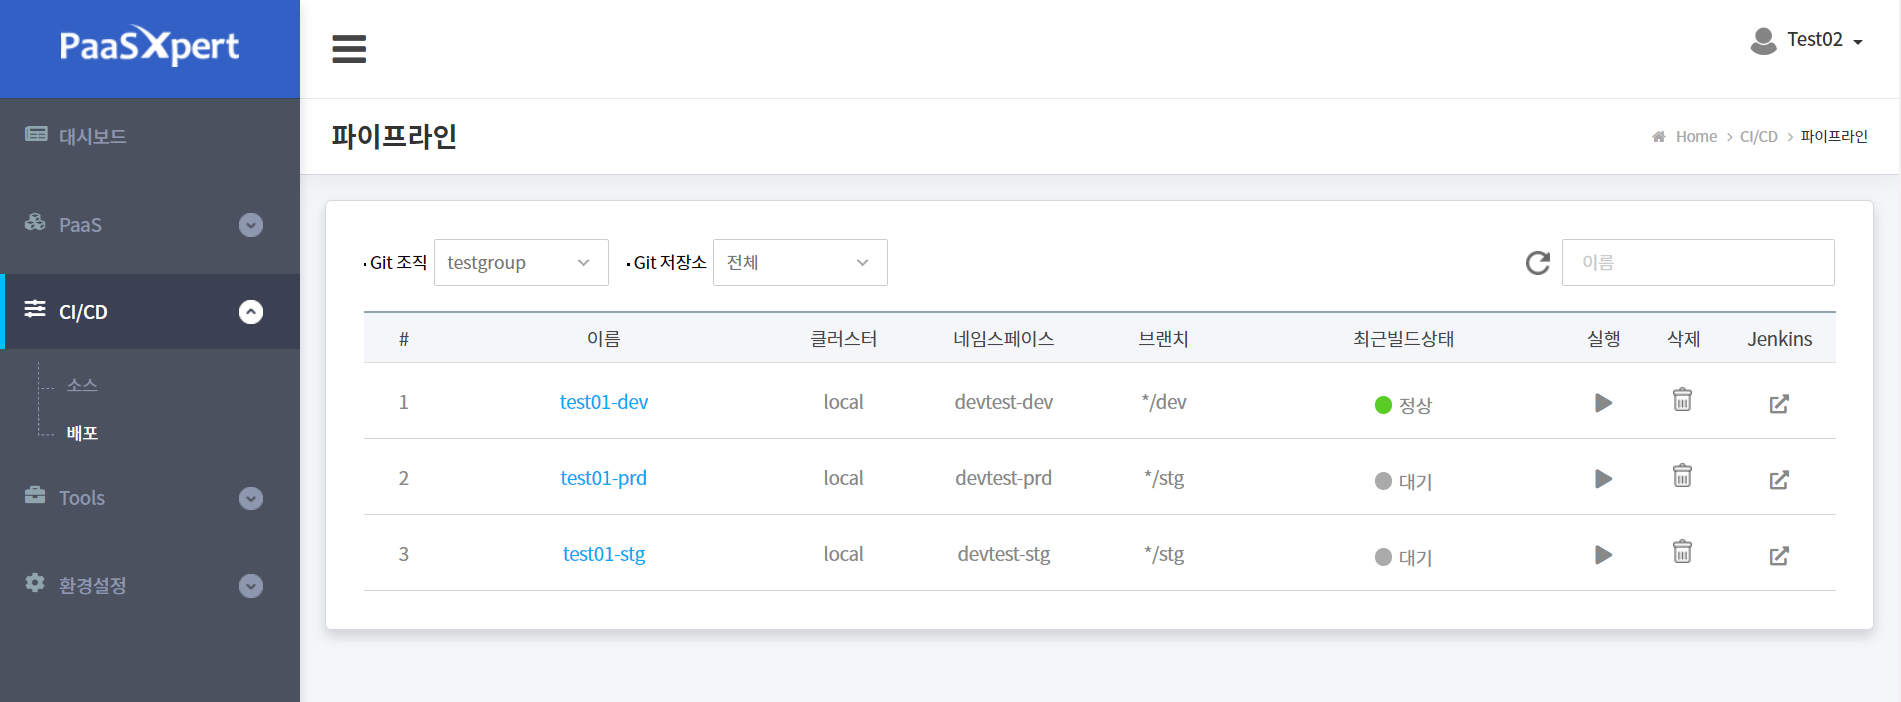 PaaSXpert
Test02
대시보드
PaaS
CI/CD
소스
배포
Tools
환경설정
파이프라인
Home > CI/CD > 파이프라인
Git 조직 testgroup Git 저장소 전체 이름
# 이름 클러스터 네임스페이스 브랜치 최근빌드상태 실행 삭제 Jenkins
1 test01-dev local devtest-dev */dev 정상
2 test01-prd local devtest-prd */stg 대기
3 test01-stg local devtest-stg */stg 대기